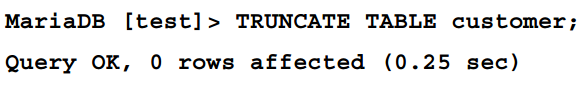 MariaDB [test]> TRUNCATE TABLE customer;
Query OK, 0 rows affected (0.25 sec)